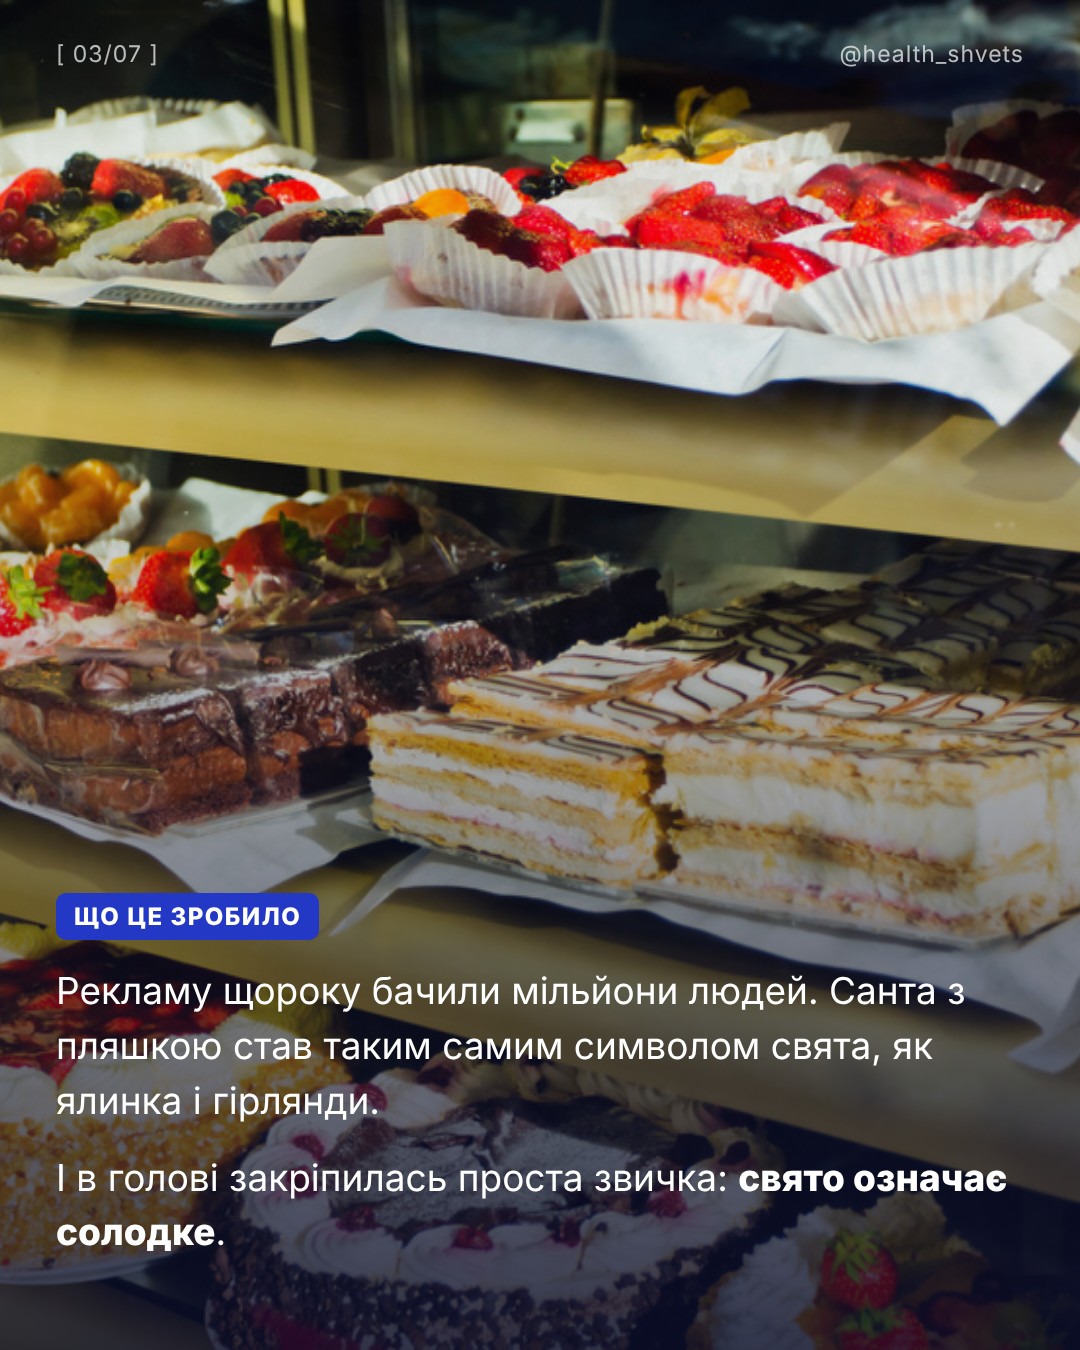 [ 03/07 ]
@health_shvets
ЩО ЦЕ ЗРОБИЛО
Рекламу щороку бачили мільйони людей. Санта з
пляшкою став таким самим символом свята, як
ялинка і гірлянди.
І в голові закріпилась проста звичка: свято означає
солодке.